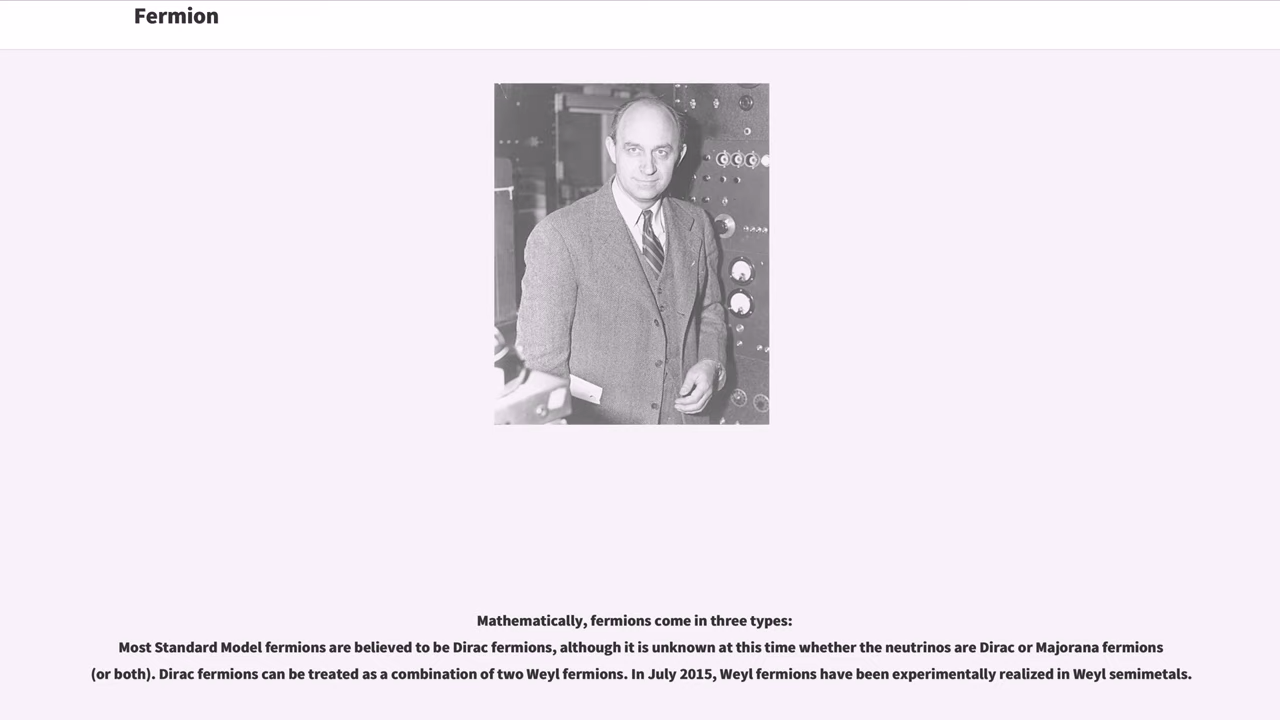 Fermion
Mathematically, fermions come in three types:
Most Standard Model fermions are believed to be Dirac fermions, although it is unknown at this time whether the neutrinos are Dirac or Majorana fermions
(or both). Dirac fermions can be treated as a combination of two Weyl fermions. In July 2015, Weyl fermions have been experimentally realized in Weyl semimetals.